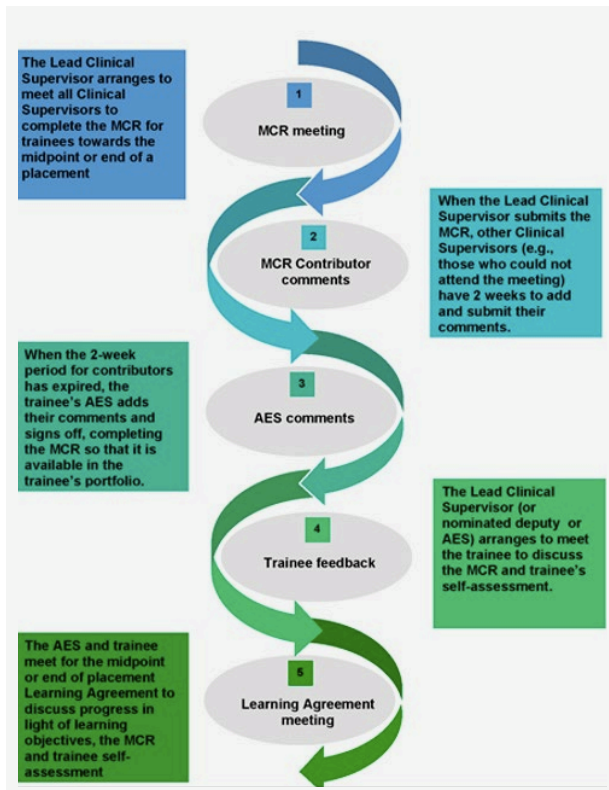 The Lead Clinical
Supervisor arranges to
meet all Clinical
Supervisors to
complete the MCR for
trainees towards the
midpoint or end of a
placement
1
MCR meeting
2
MCR Contributor
comments
When the Lead Clinical
Supervisor submits the
MCR, other Clinical
Supervisors (e.g.,
those who could not
attend the meeting)
have 2 weeks to add
and submit their
comments.
When the 2-week
period for contributors
has expired, the
trainee's AES adds
their comments and
signs off, completing
the MCR so that it is
available in the
trainee's portfolio.
3
AES comments
4
Trainee feedback
The Lead Clinical
Supervisor (or
nominated deputy or
AES) arranges to meet
the trainee to discuss
the MCR and trainee's
self-assessment.
The AES and trainee
meet for the midpoint
or end of placement
Learning Agreement to
discuss progress in
light of learning
objectives, the MCR
and trainee self-
assessment
5
Learning Agreement
meeting